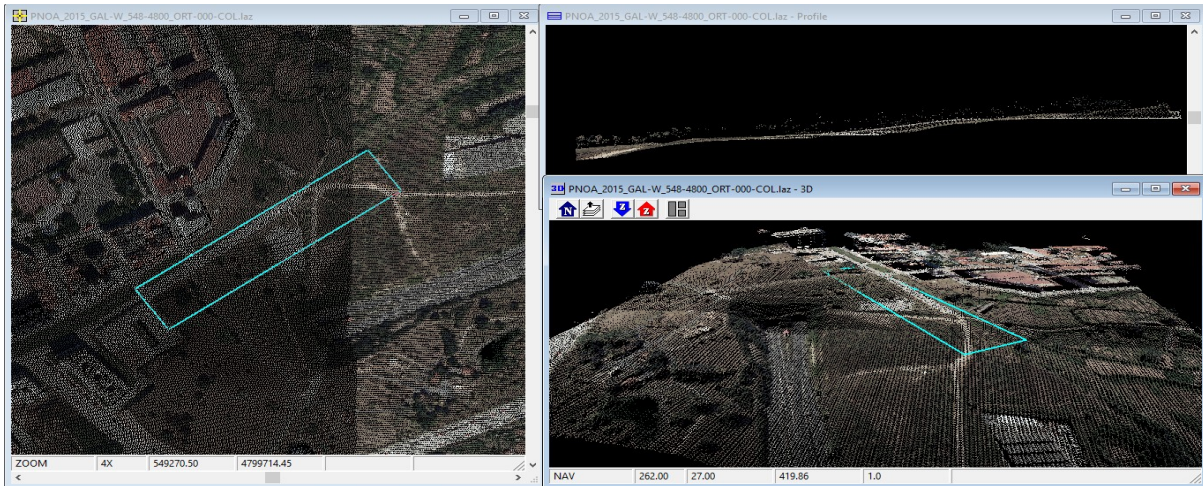 PNOA_2015_GAL-W_548-4800_ORT-000-COL.laz
ZOOM 4X 549270.50 4799714.45
PNOA_2015_GAL-W_548-4800_ORT-000-COL.laz - Profile
3D PNOA_2015_GAL-W_548-4800_ORT-000-COL.laz - 3D
N Z Z
NAV 262.00 27.00 419.86 1.0